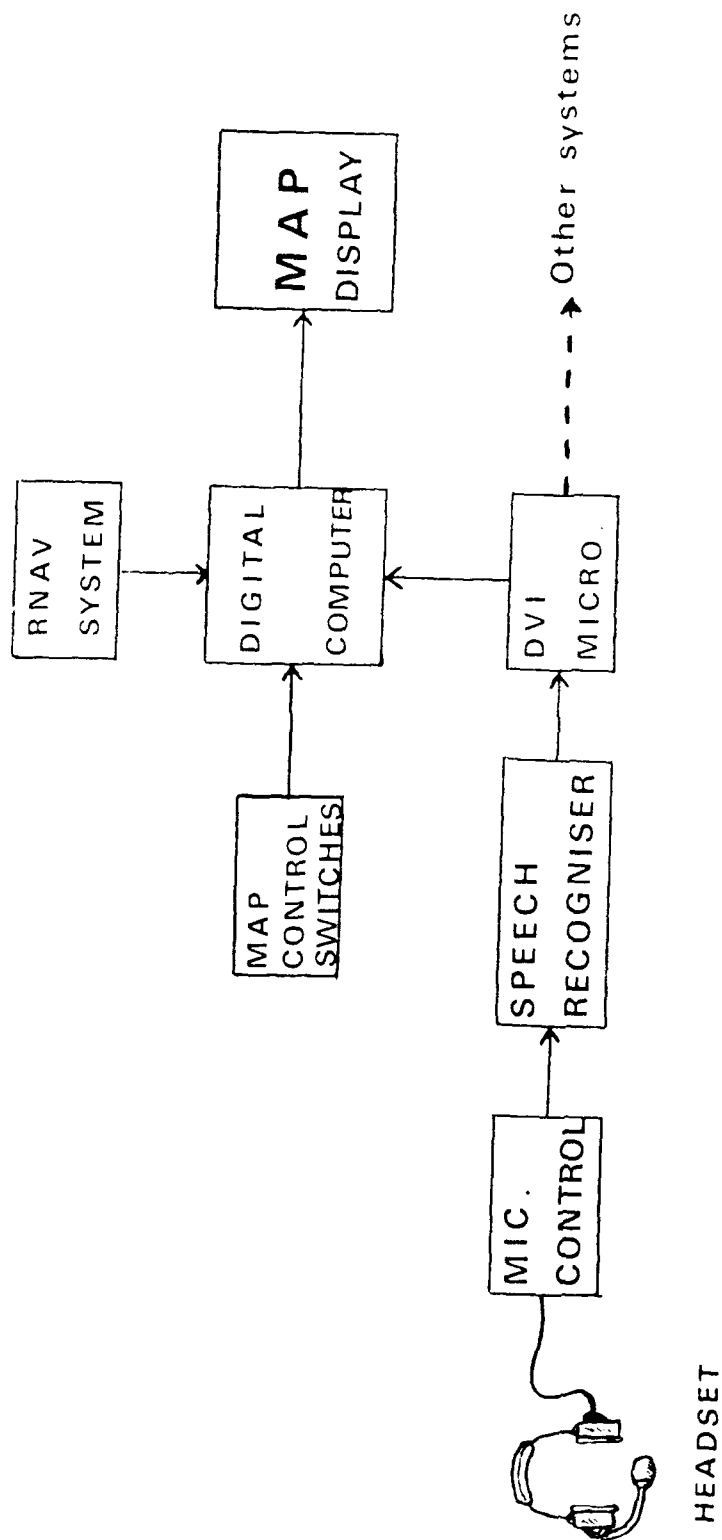 RNAV
SYSTEM
MAP
CONTROL
SWITCHES
DIGITAL
COMPUTER
MAP
DISPLAY
HEADSET
MIC.
CONTROL
SPEECH
RECOGNISER
DVI
MICRO.
Other systems